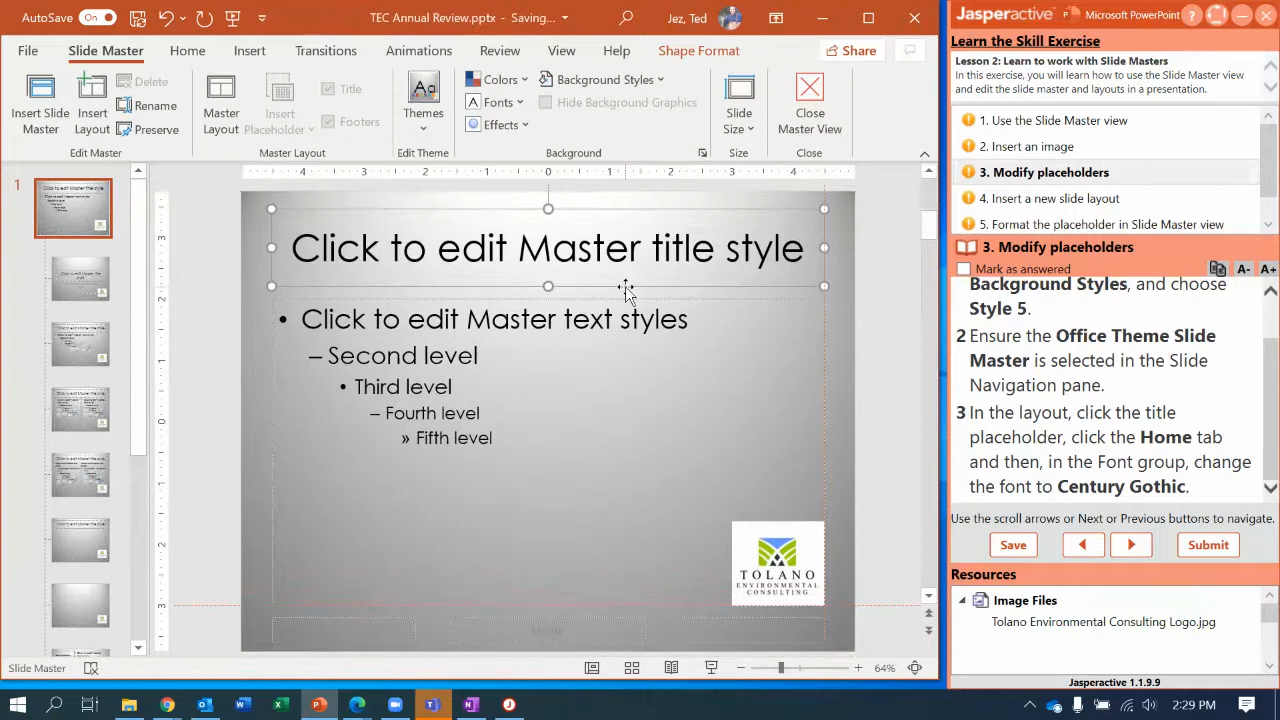 AutoSave On TEC Annual Review.pptx - Saving... Jez, Ted
File Slide Master Home Insert Transitions Animations Review View Help Shape Format Share
Insert Slide Master
Insert Layout
Delete
Rename
Preserve
Edit Master
Master Layout
Insert Placeholder
Title
Footers
Master Layout
Themes
Edit Theme
Colors
Fonts
Effects
Background Styles
Hide Background Graphics
Background
Slide Size
Size
Close Master View
Close
1
Click to edit Master title style
• Click to edit Master text styles
– Second level
• Third level
– Fourth level
» Fifth level
TOLANO
ENVIRONMENTAL
CONSULTING
Slide Master
64%
Jasperactive Microsoft PowerPoint
Learn the Skill Exercise
Lesson 2: Learn to work with Slide Masters
In this exercise, you will learn how to use the Slide Master view
and edit the slide master and layouts in a presentation.
1. Use the Slide Master view
2. Insert an image
3. Modify placeholders
4. Insert a new slide layout
5. Format the placeholder in Slide Master view
3. Modify placeholders
Mark as answered A- A+
Background Styles, and choose
Style 5.
2 Ensure the Office Theme Slide
Master is selected in the Slide
Navigation pane.
3 In the layout, click the title
placeholder, click the Home tab
and then, in the Font group, change
the font to Century Gothic.
Use the scroll arrows or Next or Previous buttons to navigate.
Save Submit
Resources
Image Files
Tolano Environmental Consulting Logo.jpg
Jasperactive 1.1.9.9
2:29 PM